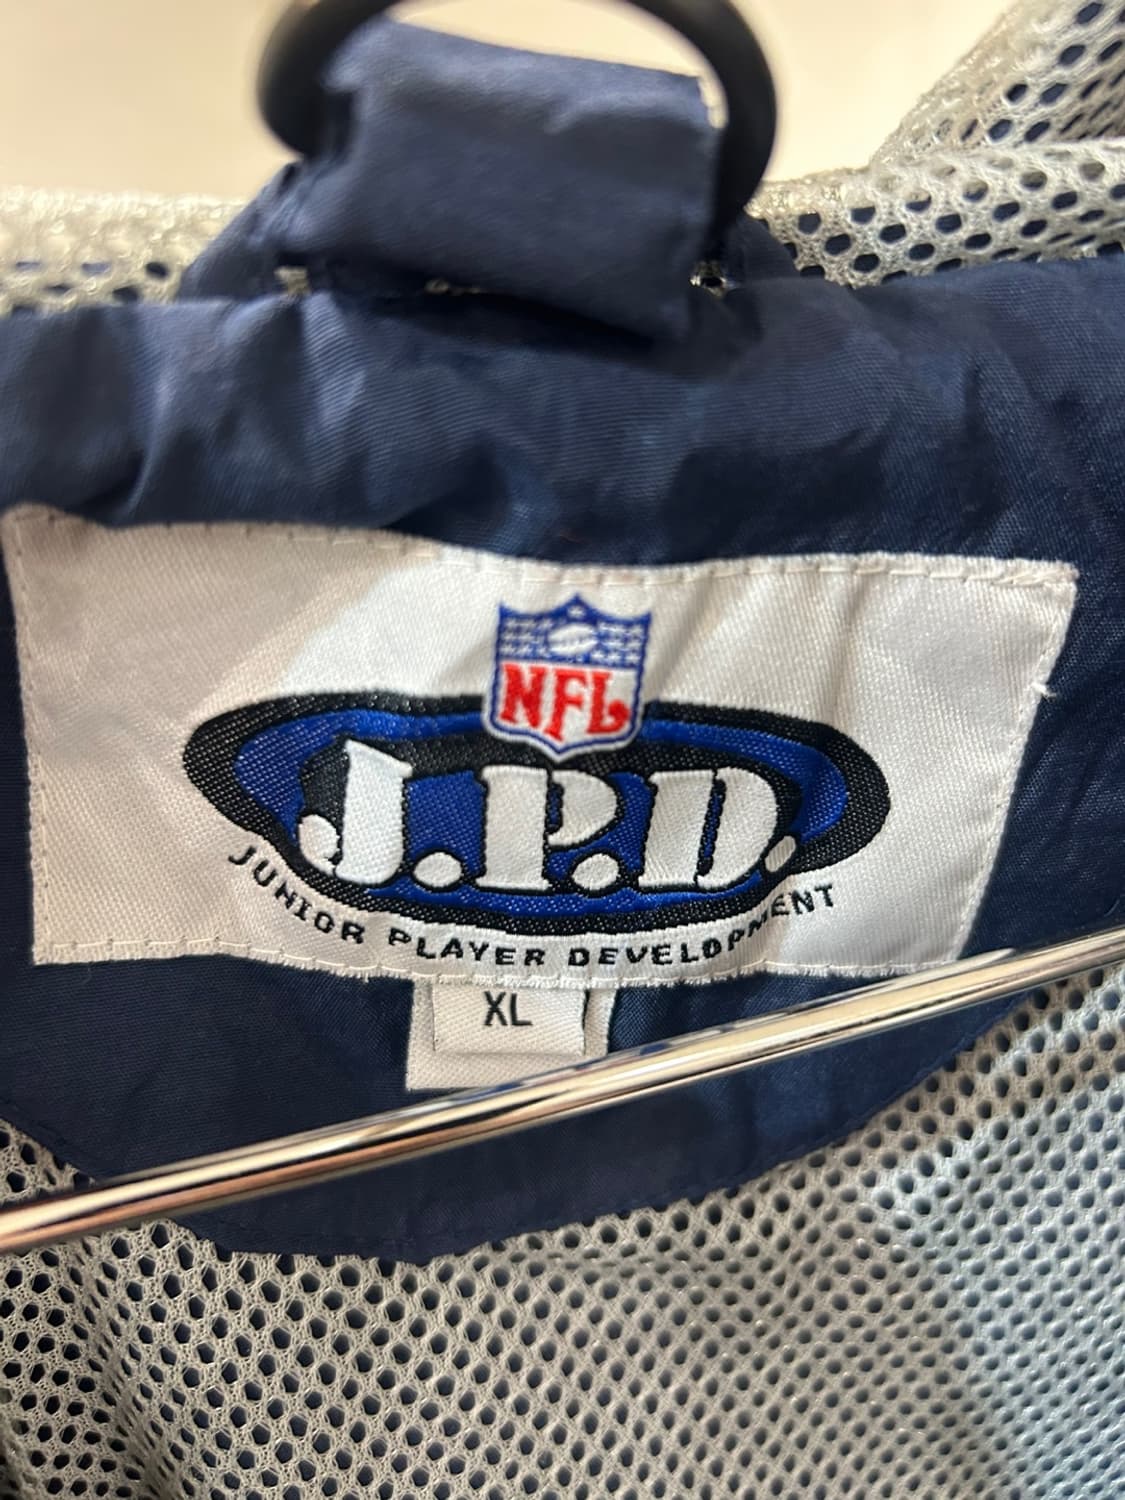 NFL
J.P.D.
JUNIOR PLAYER DEVELOPMENT
XL